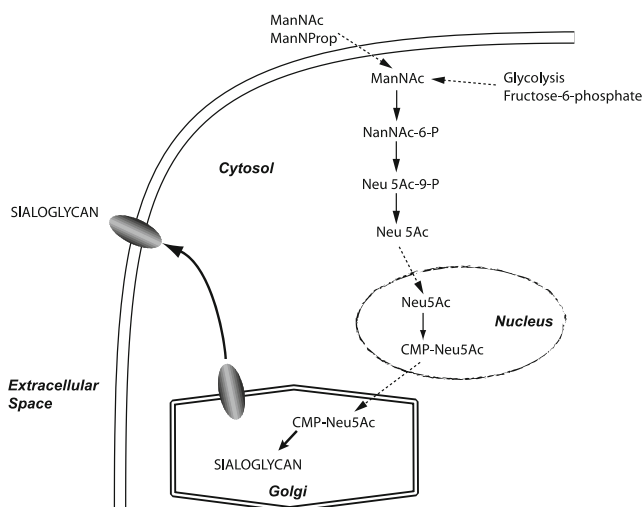 ManNAc
ManNProp
ManNAc
Glycolysis
Fructose-6-phosphate
NanNAc-6-P
Cytosol
Neu 5Ac-9-P
SIALOGLYCAN
Neu 5Ac
Neu5Ac
Nucleus
CMP-Neu5Ac
Extracellular
Space
CMP-Neu5Ac
SIALOGLYCAN
Golgi